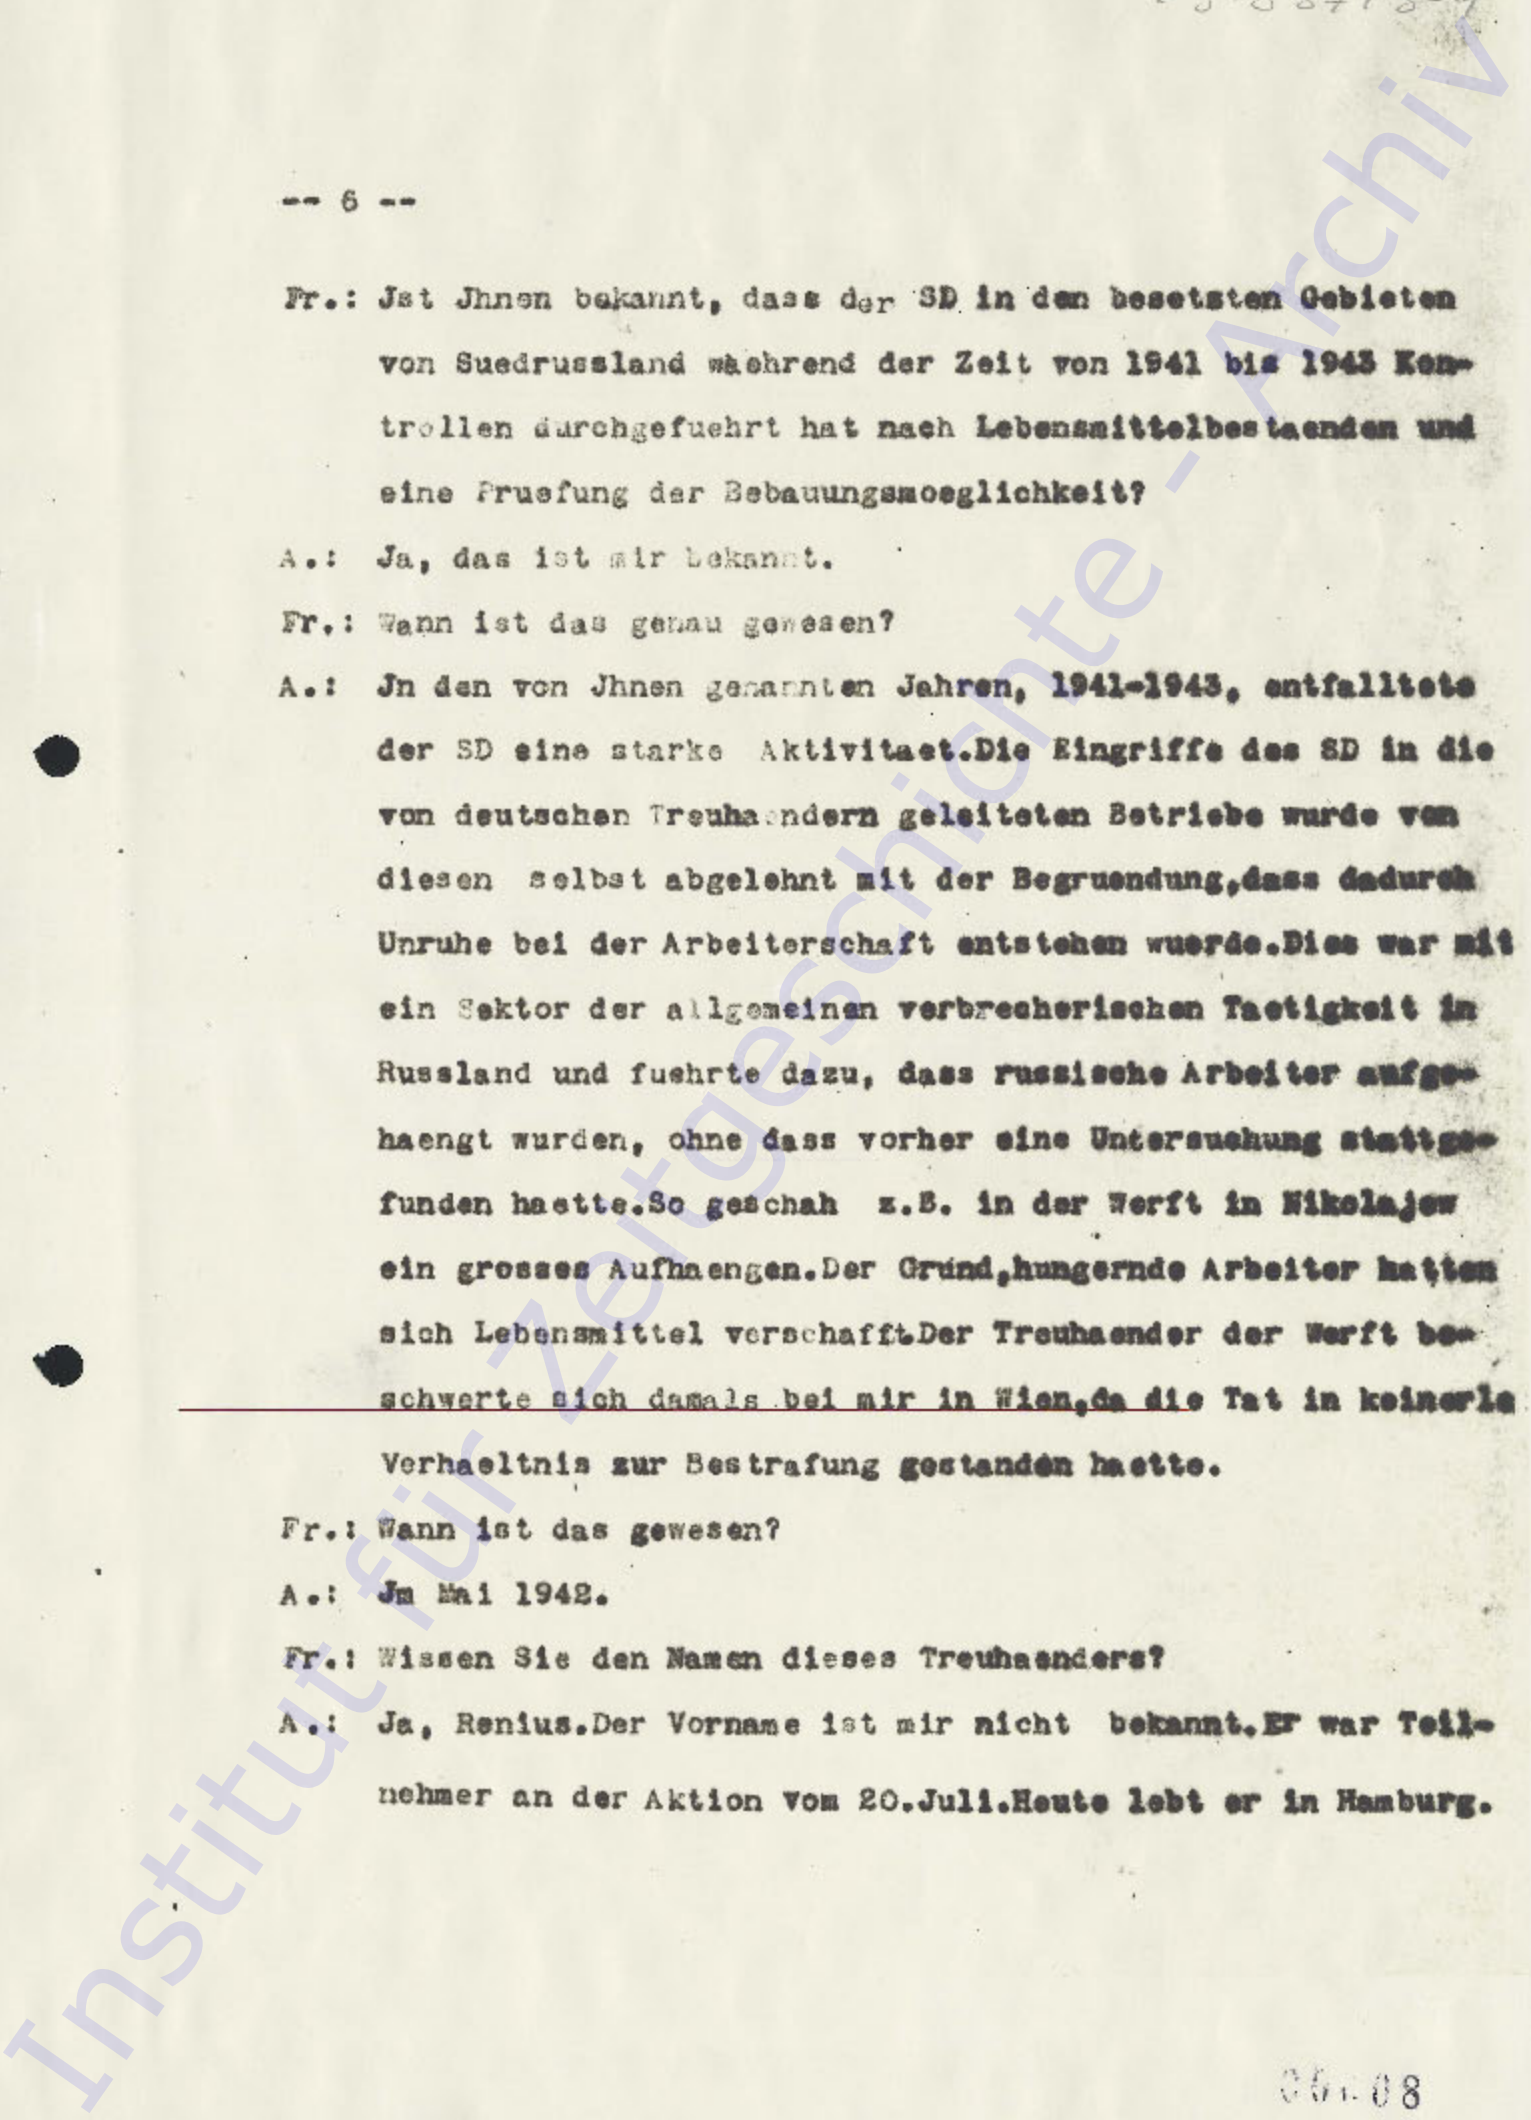 -- 6 --
Fr.: Jst Jhnen bekannt, dass der SD in den besetzten Gebieten
von Suedrussland waehrend der Zeit von 1941 bis 1943 Kon-
trollen durchgefuehrt hat nach Lebensmittelbestaenden und
eine Pruefung der Bebauungsmoeglichkeit?
A.: Ja, das ist mir bekannt.
Fr.: Wann ist das genau gewesen?
A.: Jn den von Jhnen genannten Jahren, 1941-1943, entfalltete
der SD eine starke Aktivitaet.Die Eingriffe des SD in die
von deutschen Treuhaendern geleiteten Betriebe wurde von
diesen selbst abgelehnt mit der Begruendung,dass dadurch
Unruhe bei der Arbeiterschaft entstehen wuerde.Dies war mit
ein Sektor der allgemeinen verbrecherischen Taetigkeit in
Russland und fuehrte dazu, dass russische Arbeiter aufge-
haengt wurden, ohne dass vorher eine Untersuchung stattge-
funden haette.So geschah z.B. in der Werft in Nikolajew
ein grosses Aufhaengen.Der Grund,hungernde Arbeiter hatten
sich Lebensmittel verschafft.Der Treuhaender der Werft be-
schwerte sich damals bei mir in Wien,da die Tat in keinerle
Verhaeltnis zur Bestrafung gestanden haette.
Fr.: Wann ist das gewesen?
A.: Jm Mai 1942.
Fr.: Wissen Sie den Namen dieses Treuhaenders?
A.: Ja, Renius.Der Vorname ist mir nicht bekannt.Er war Teil-
nehmer an der Aktion vom 20.Juli.Heute lebt er in Hamburg.
Institut für Zeitgeschichte - Archiv